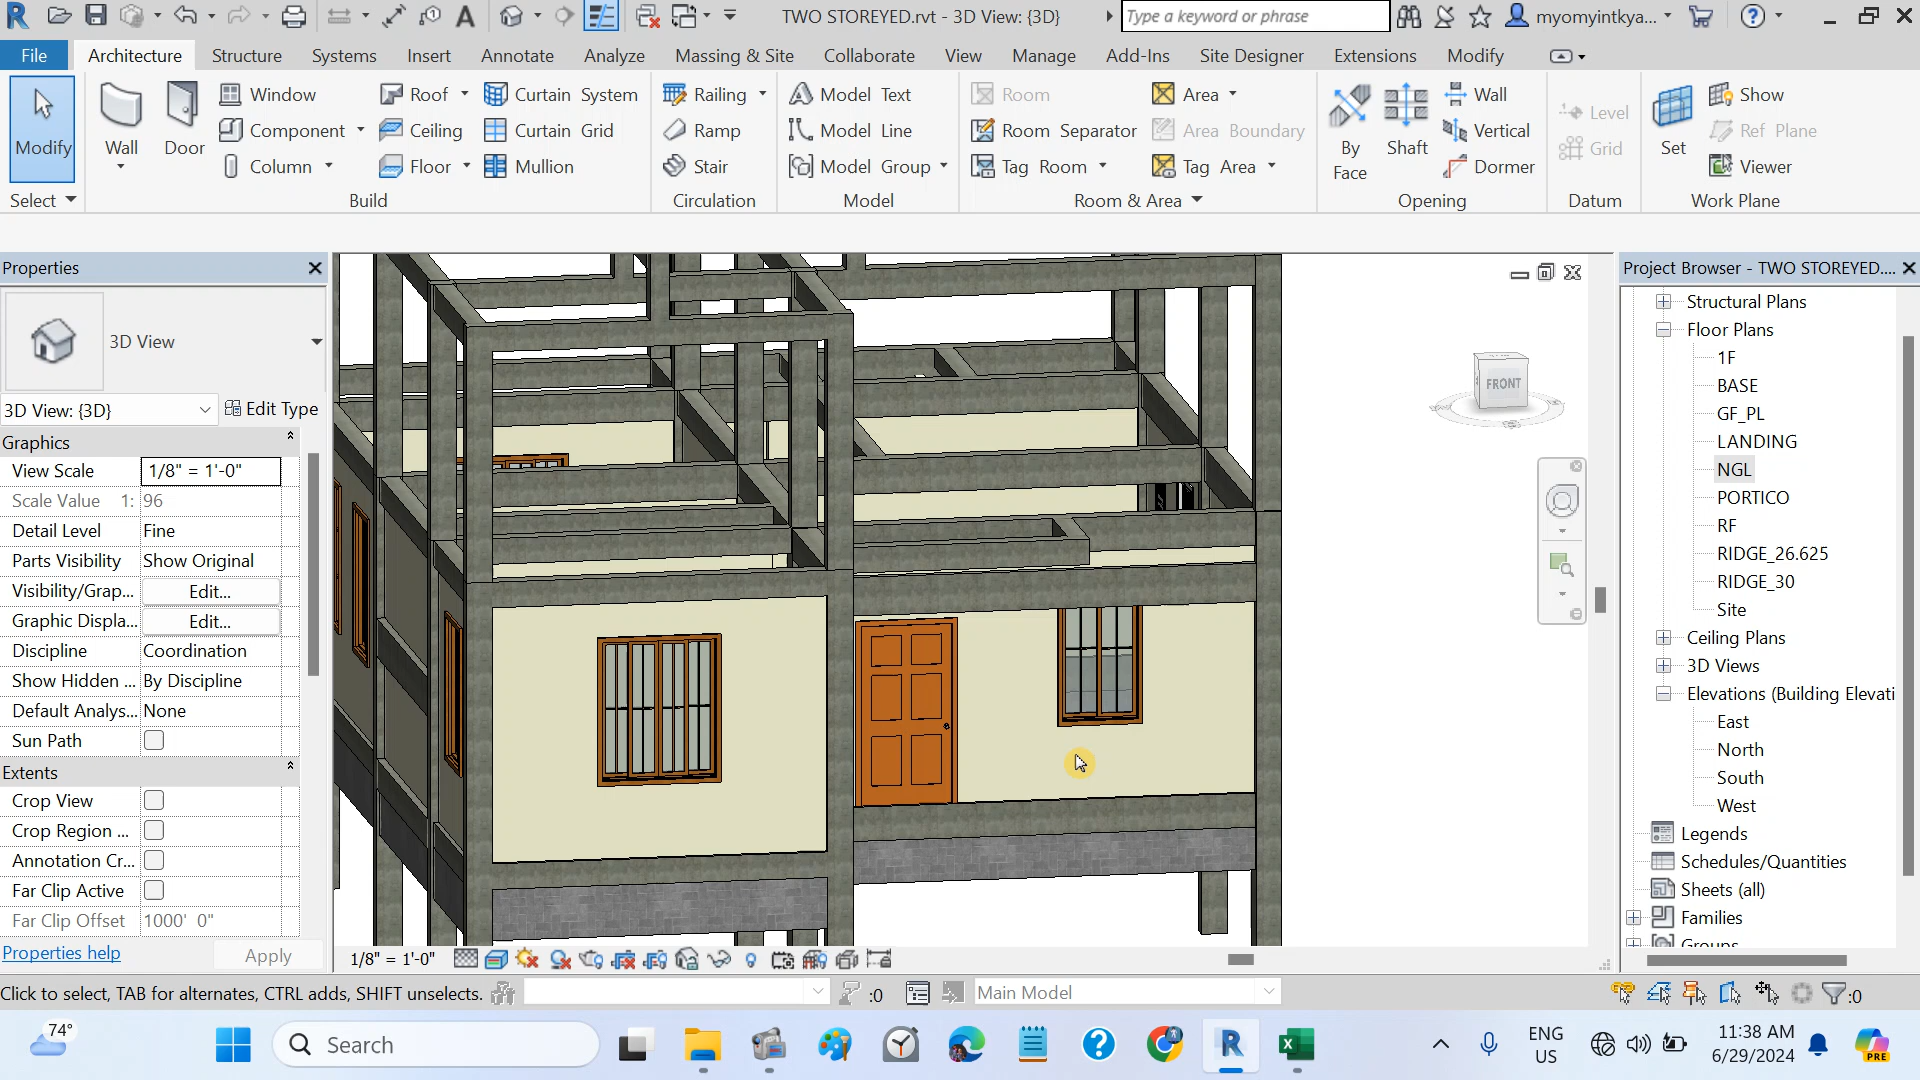 TWO STOREYED.rvt - 3D View: {3D}
Type a keyword or phrase
myomyintkya...
File Architecture Structure Systems Insert Annotate Analyze Massing & Site Collaborate View Manage Add-Ins Site Designer Extensions Modify
Modify
Select
Wall
Door
Window
Component
Column
Roof
Ceiling
Floor
Curtain System
Curtain Grid
Mullion
Build
Railing
Ramp
Stair
Circulation
Model Text
Model Line
Model Group
Model
Room
Room Separator
Tag Room
Area
Area Boundary
Tag Area
Room & Area
By
Face
Shaft
Wall
Vertical
Dormer
Opening
Level
Grid
Datum
Set
Show
Ref Plane
Viewer
Work Plane
Properties
3D View
3D View: {3D}
Edit Type
Graphics
View Scale 1/8" = 1'-0"
Scale Value 1: 96
Detail Level Fine
Parts Visibility Show Original
Visibility/Grap... Edit...
Graphic Displa... Edit...
Discipline Coordination
Show Hidden ... By Discipline
Default Analys... None
Sun Path
Extents
Crop View
Crop Region ...
Annotation Cr...
Far Clip Active
Far Clip Offset 1000' 0"
Properties help
Apply
FRONT
1/8" = 1'-0"
Project Browser - TWO STOREYED....
Structural Plans
Floor Plans
1F
BASE
GF_PL
LANDING
NGL
PORTICO
RF
RIDGE_26.625
RIDGE_30
Site
Ceiling Plans
3D Views
Elevations (Building Elevati
East
North
South
West
Legends
Schedules/Quantities
Sheets (all)
Families
Groups
Click to select, TAB for alternates, CTRL adds, SHIFT unselects.
:0
Main Model
:0
74°
Search
ENG
US
11:38 AM
6/29/2024
PRE